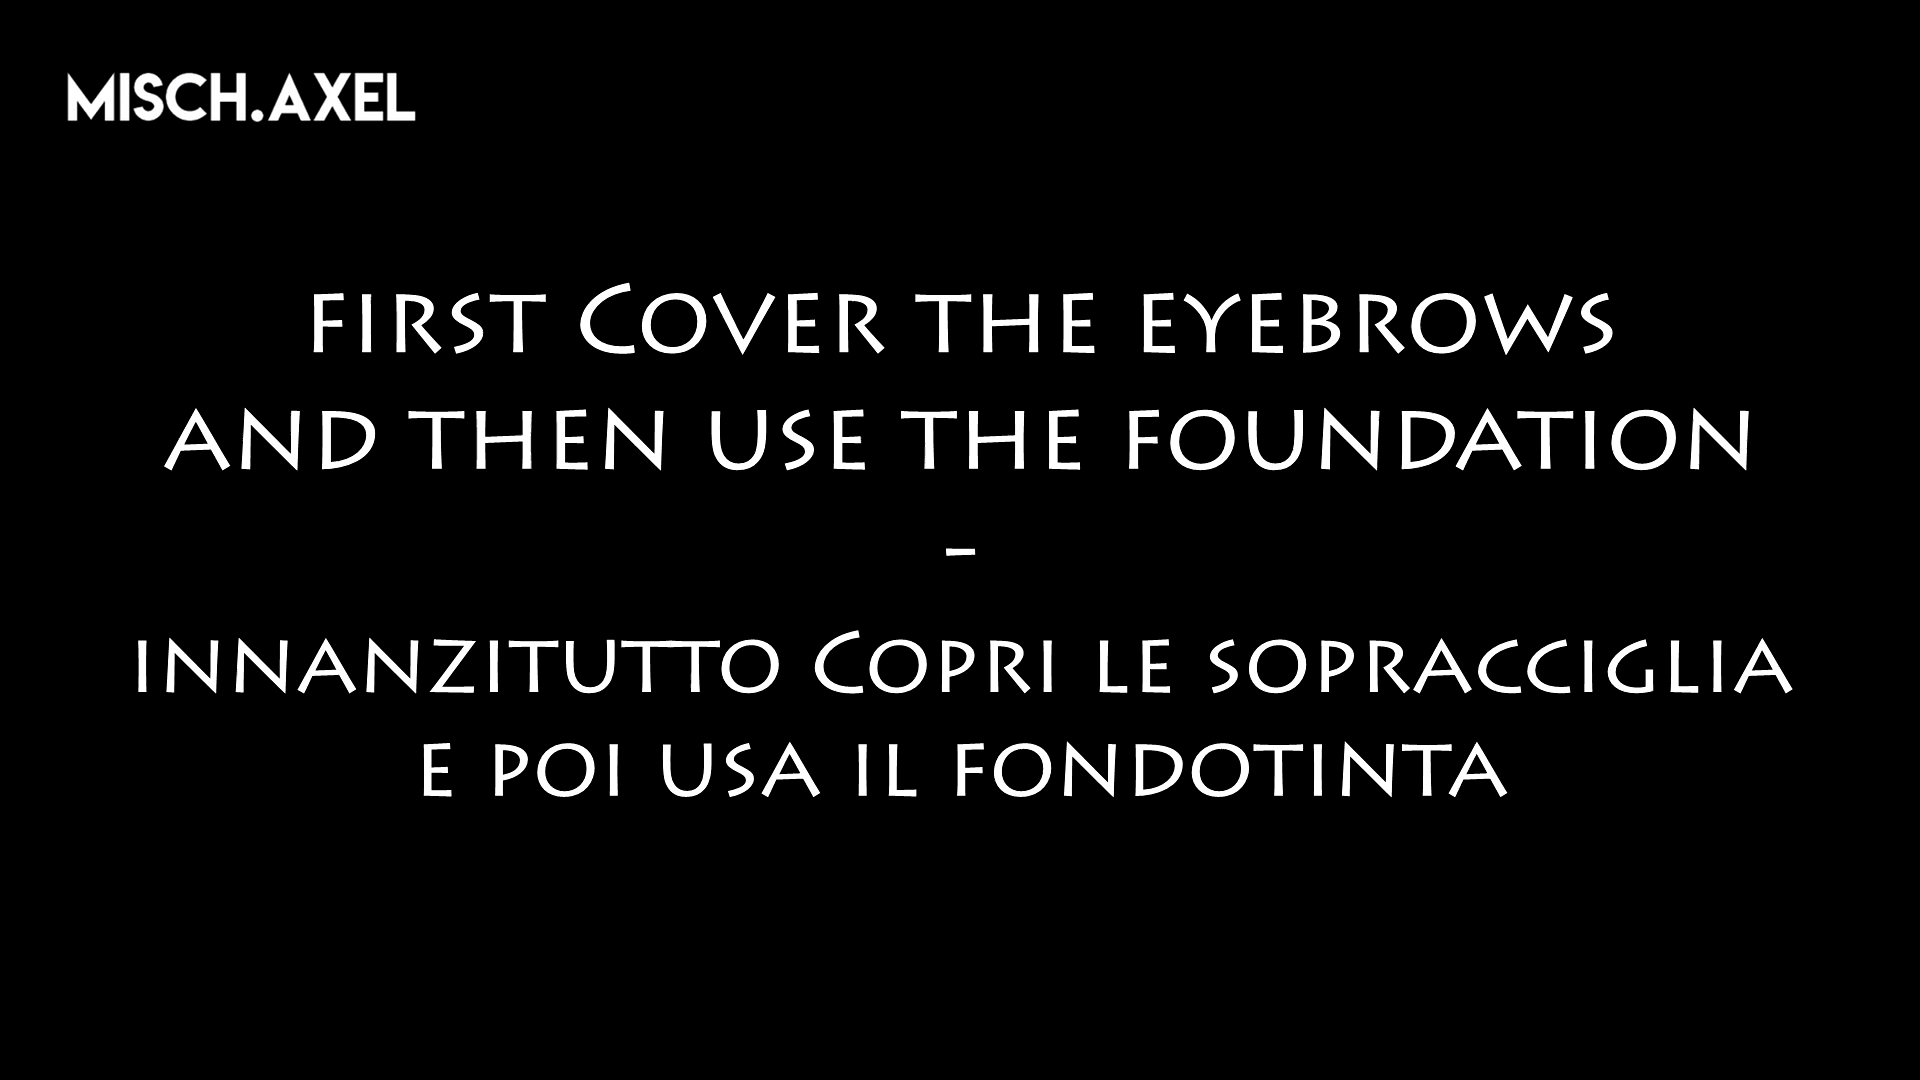 MISCH.AXEL
FIRST COVER THE EYEBROWS
AND THEN USE THE FOUNDATION
-
INNANZITUTTO COPRI LE SOPRACCIGLIA
E POI USA IL FONDOTINTA